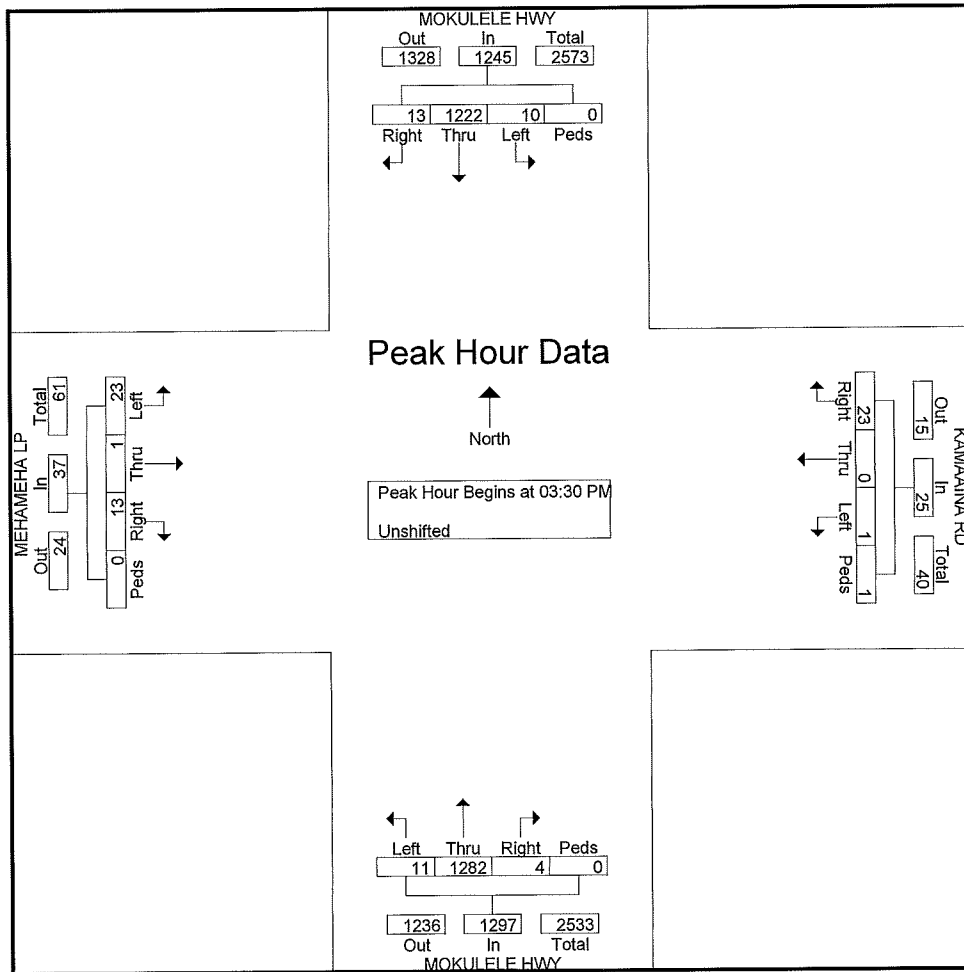 MOKULELE HWY
Out In Total
1328 1245 2573
13 1222 10 0
Right Thru Left Peds
Peak Hour Data
North
Peak Hour Begins at 03:30 PM
Unshifted
MEHAMEHA LP
Out In Total
24 37 61
0 13 1 23
Peds Right Thru Left
KAMAAINA RD
Out In Total
15 25 40
23 0 1 1
Right Thru Left Peds
Left Thru Right Peds
11 1282 4 0
1236 1297 2533
Out In Total
MOKULELE HWY